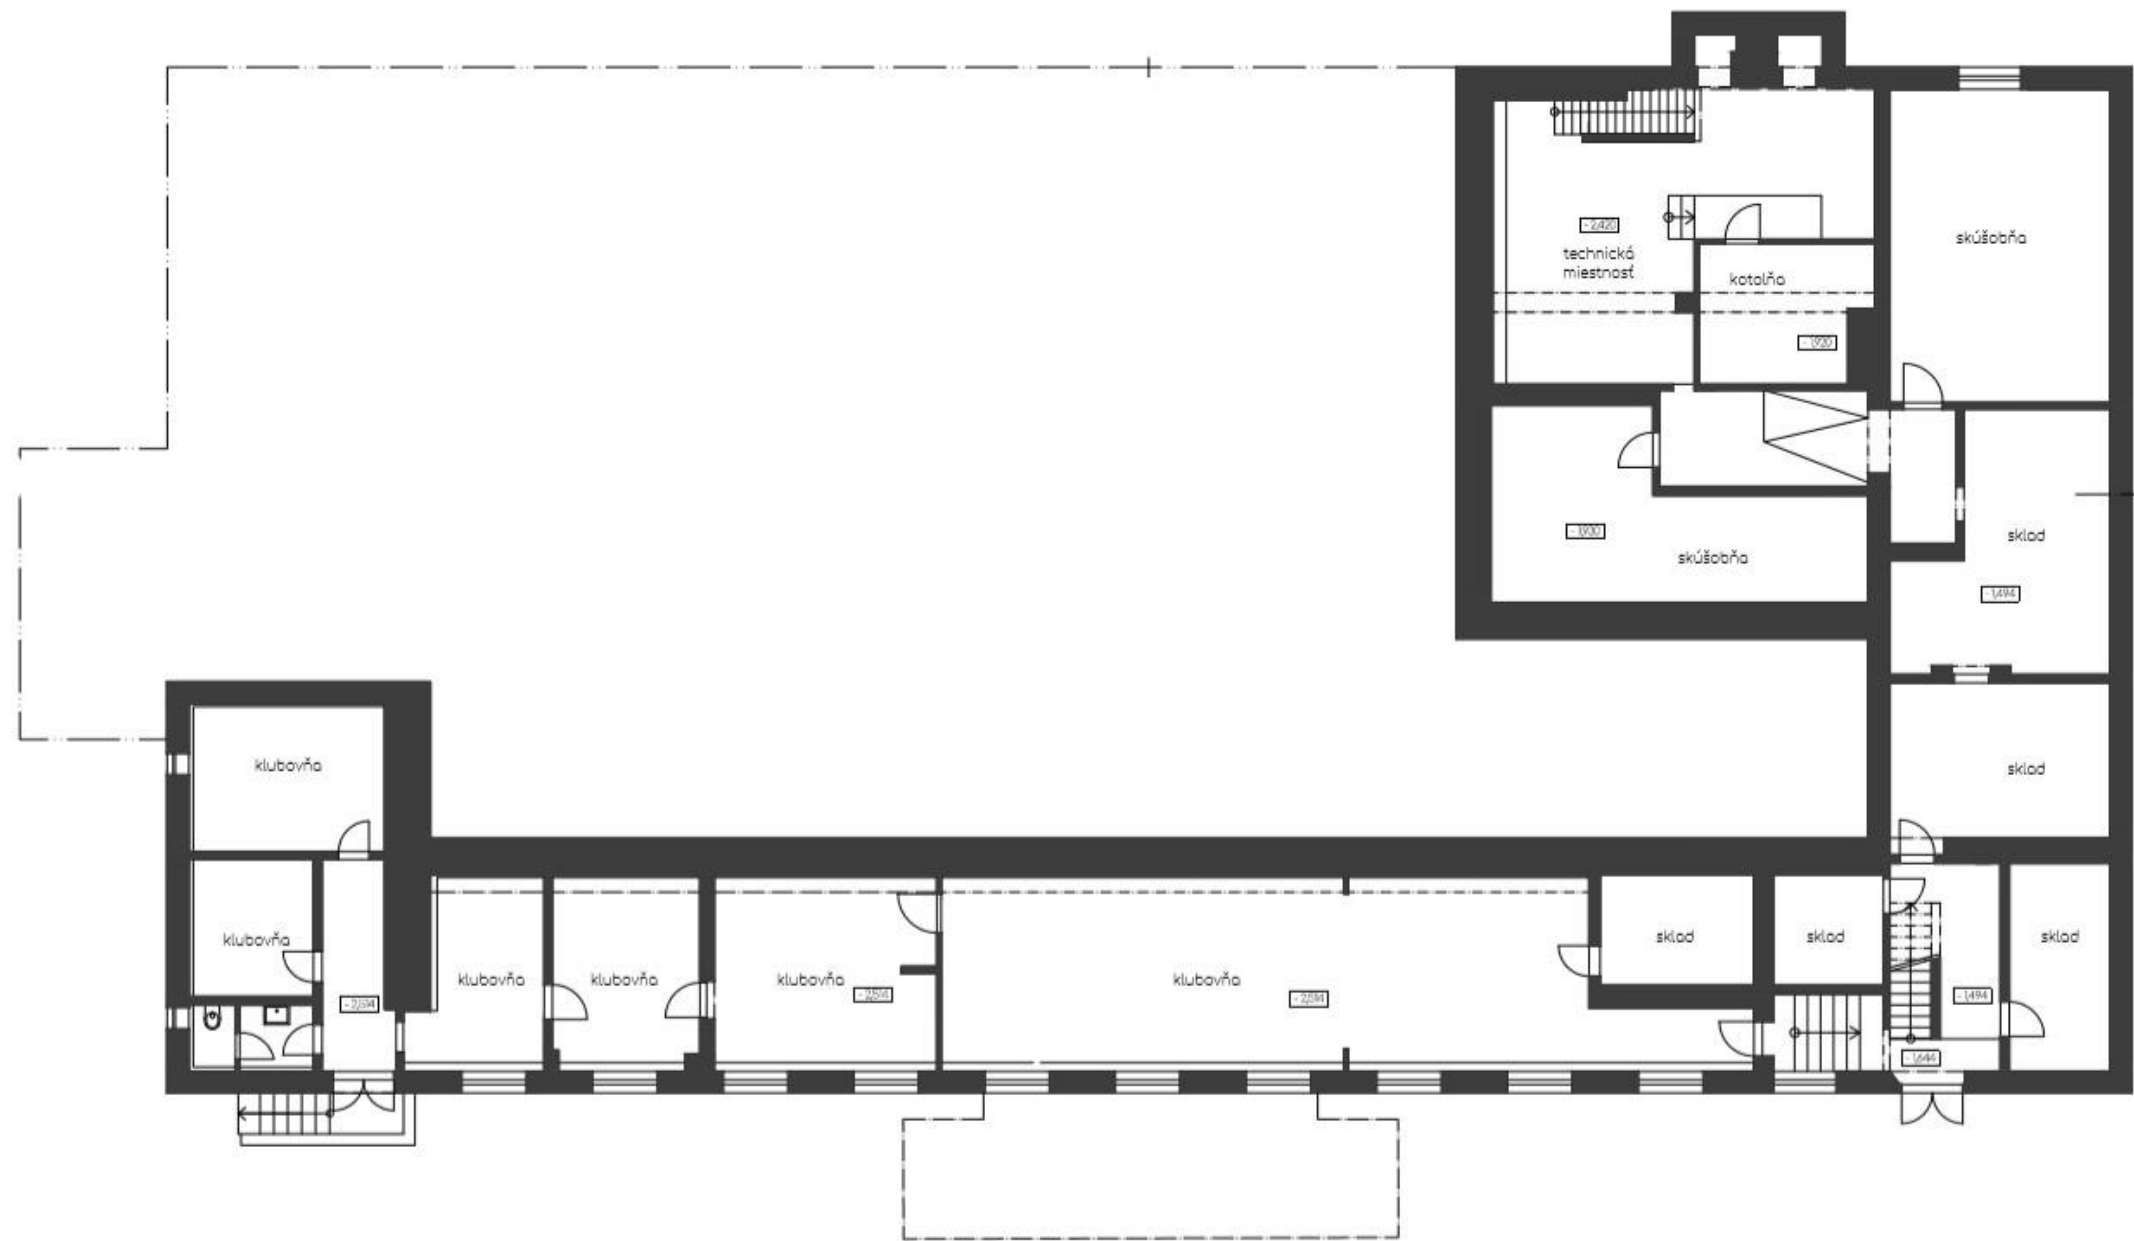 - 2,420
skúšobňa
technická
miestnosť
kotolňa
- 1,920
- 1,930
sklad
skúšobňa
- 1,494
klubovňa
sklad
klubovňa
sklad
sklad
sklad
klubovňa
klubovňa
klubovňa
klubovňa
- 2,514
- 2,514
- 2,514
- 1,494
- 1,644